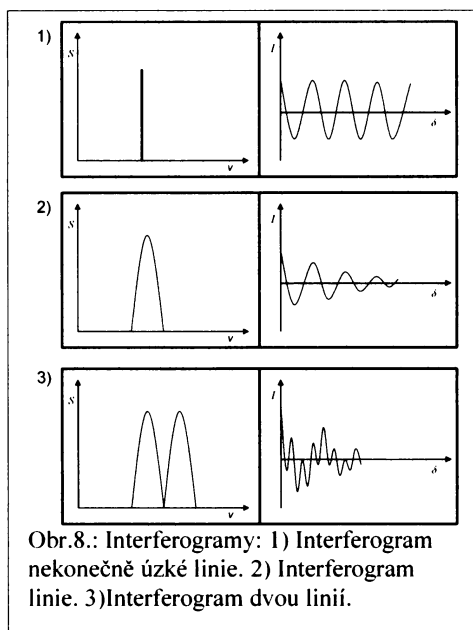 1)
S
ν
I
δ
2)
S
ν
I
δ
3)
S
ν
I
δ
Obr.8.: Interferogramy: 1) Interferogram
nekonečně úzké linie. 2) Interferogram
linie. 3)Interferogram dvou linií.